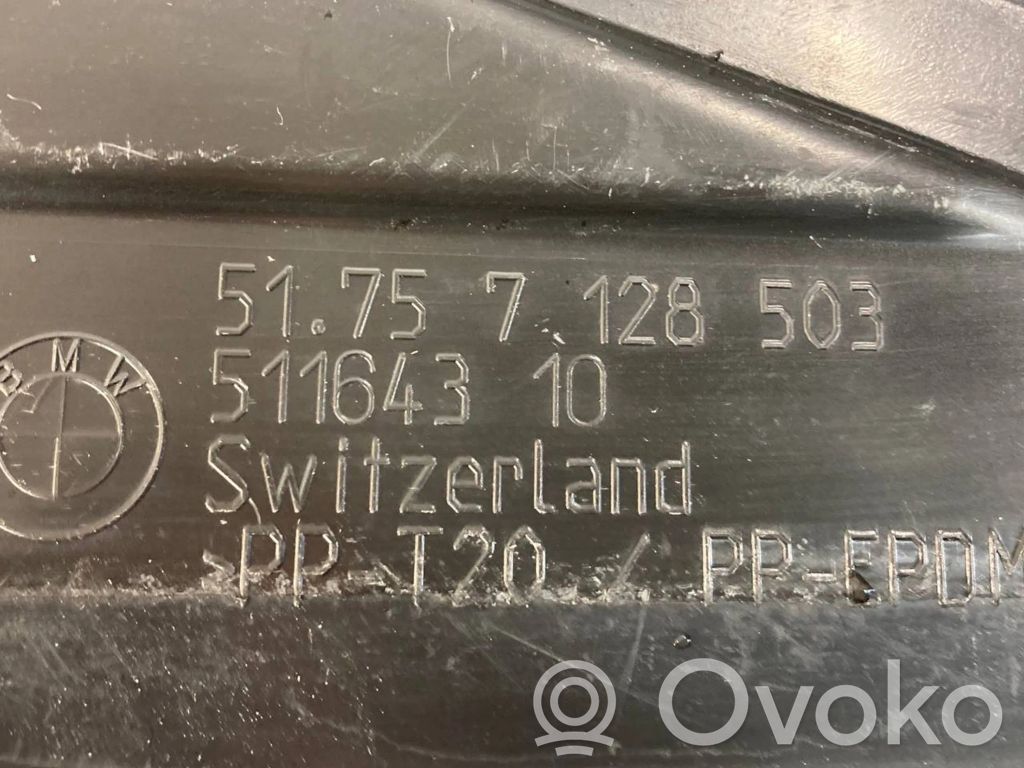 51.75 7 128 503
511643 10
BMW
Switzerland
>PP-T20 / PP-EPDM
Ovoko